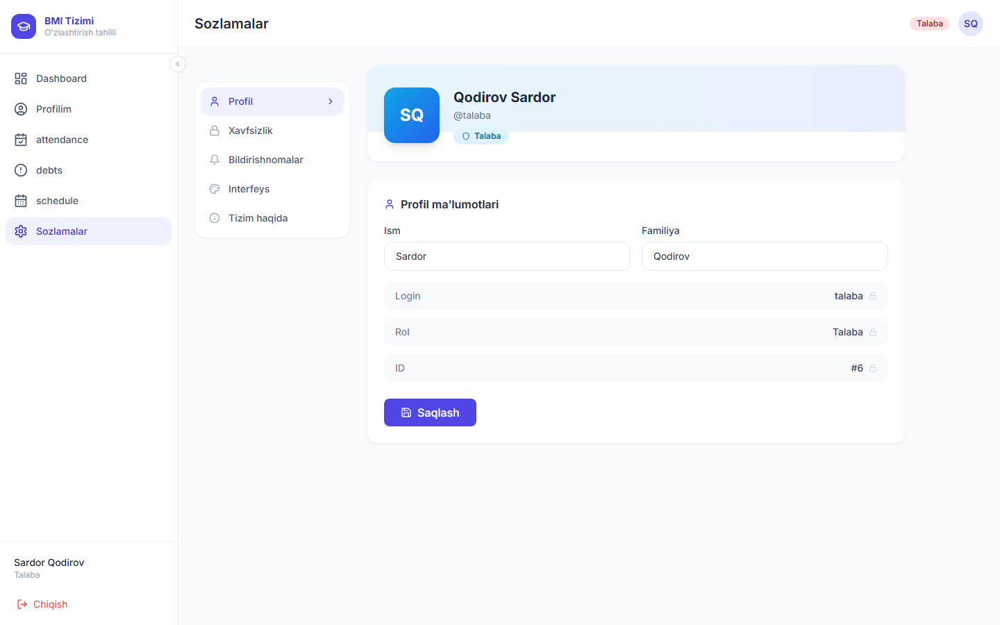 BMI Tizimi
O'zlashtirish tahlili
Dashboard
Profilim
attendance
debts
schedule
Sozlamalar
Sardor Qodirov
Talaba
Chiqish
Sozlamalar
Talaba
SQ
Profil
Xavfsizlik
Bildirishnomalar
Interfeys
Tizim haqida
SQ
Qodirov Sardor
@talaba
Talaba
Profil ma'lumotlari
Ism
Familiya
Sardor
Qodirov
Login
talaba
Rol
Talaba
ID
#6
Saqlash